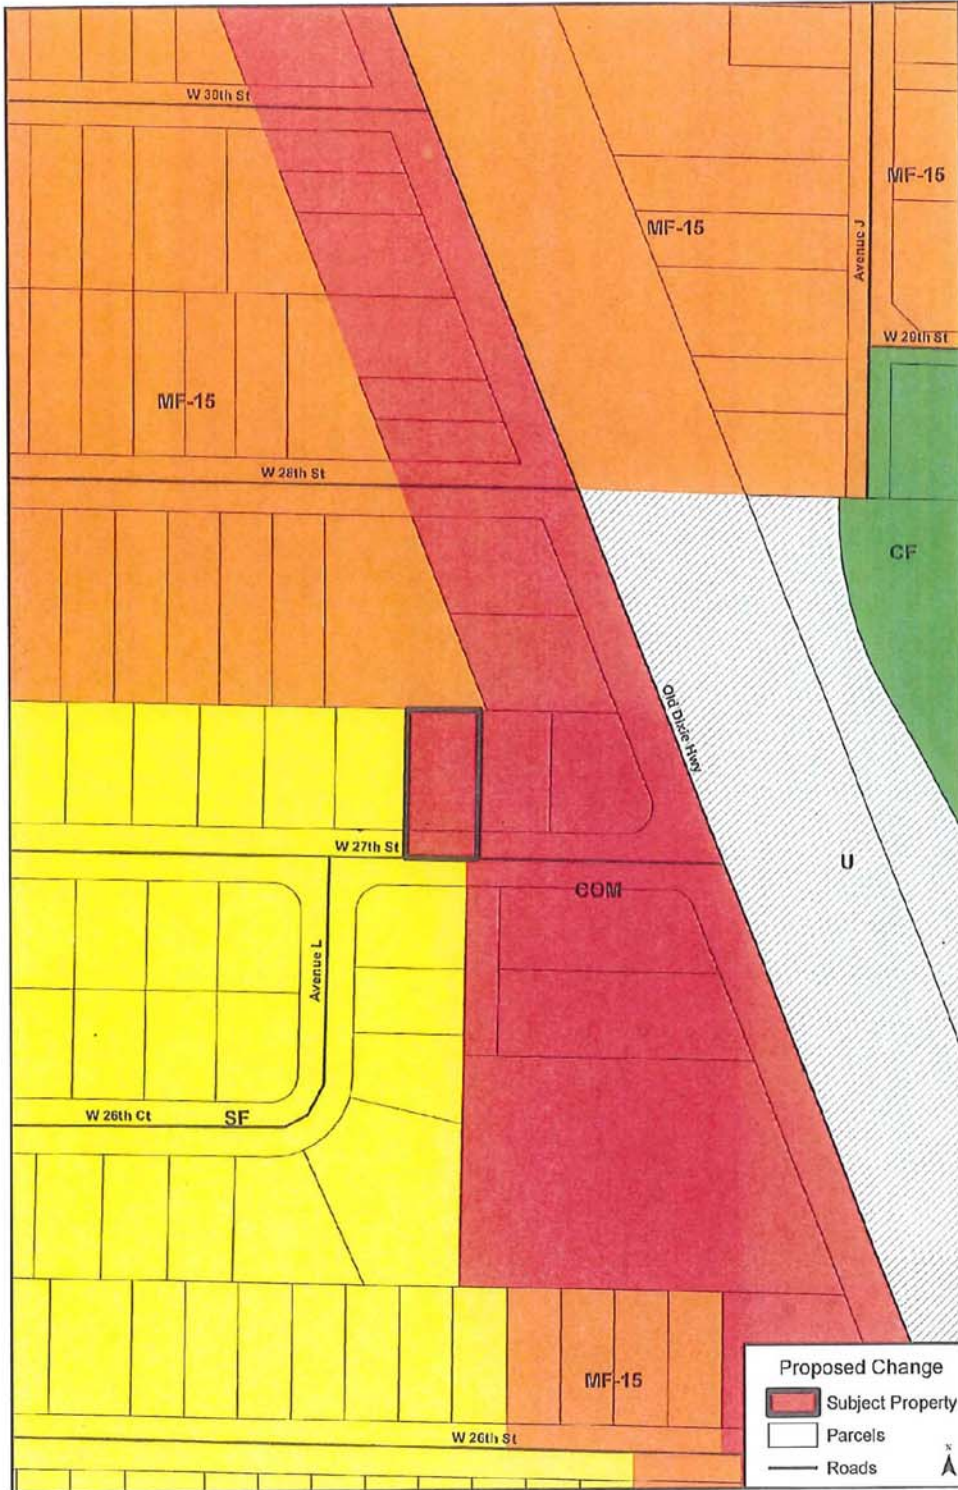 W 30th St
MF-15
MF-15
Avenue J
W 29th St
MF-15
W 28th St
CF
Old Dixie Hwy
W 27th St
U
COM
Avenue L
W 26th Ct
SF
MF-15
W 26th St
Proposed Change
Subject Property
Parcels
Roads
N